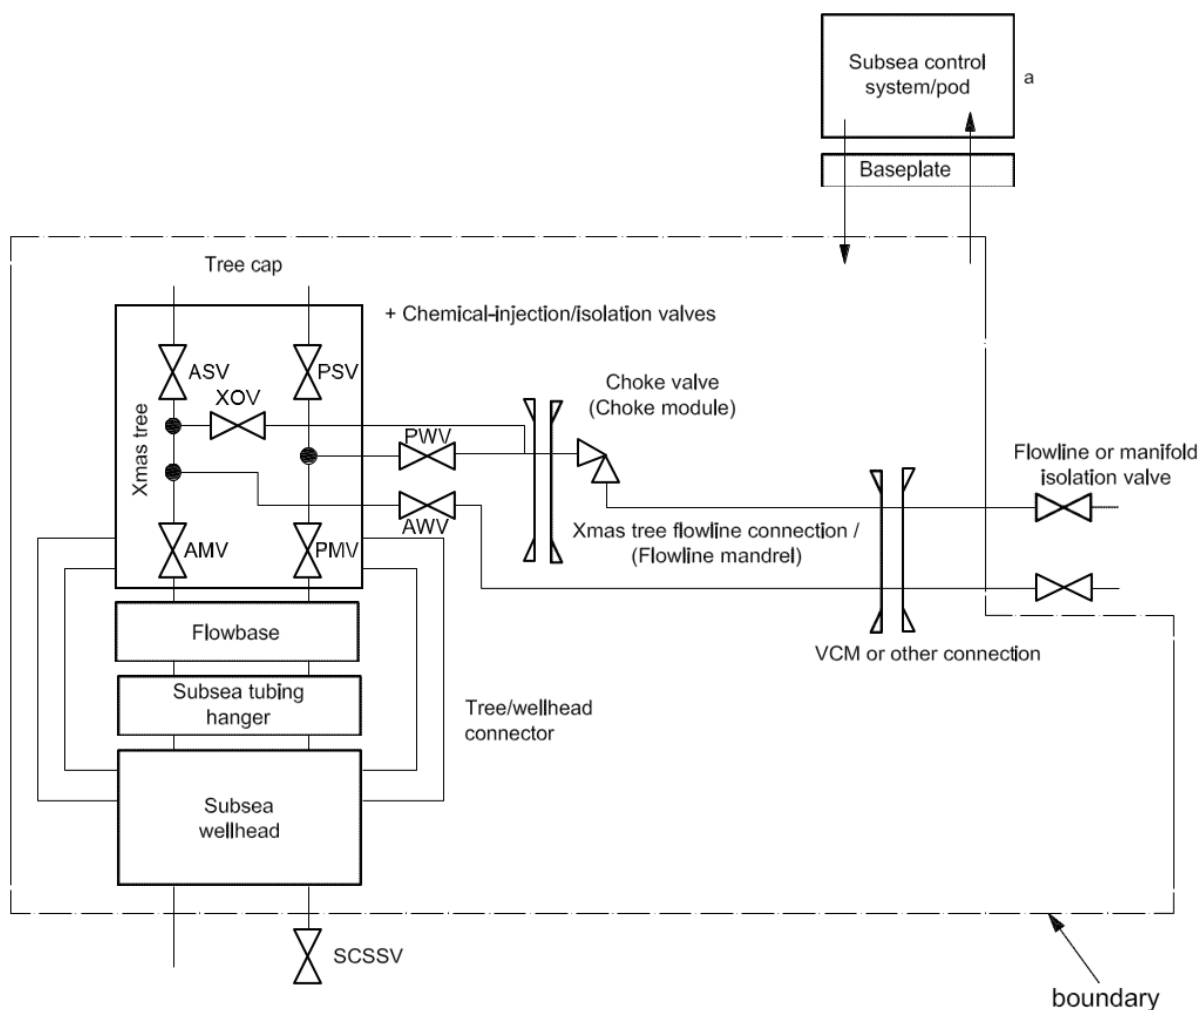 Subsea control
system/pod
a
Baseplate
Tree cap
+ Chemical-injection/isolation valves
ASV
PSV
XOV
Choke valve
(Choke module)
Xmas tree
PWV
Flowline or manifold
isolation valve
AWV
Xmas tree flowline connection /
(Flowline mandrel)
AMV
PMV
Flowbase
VCM or other connection
Subsea tubing
hanger
Tree/wellhead
connector
Subsea
wellhead
SCSSV
boundary